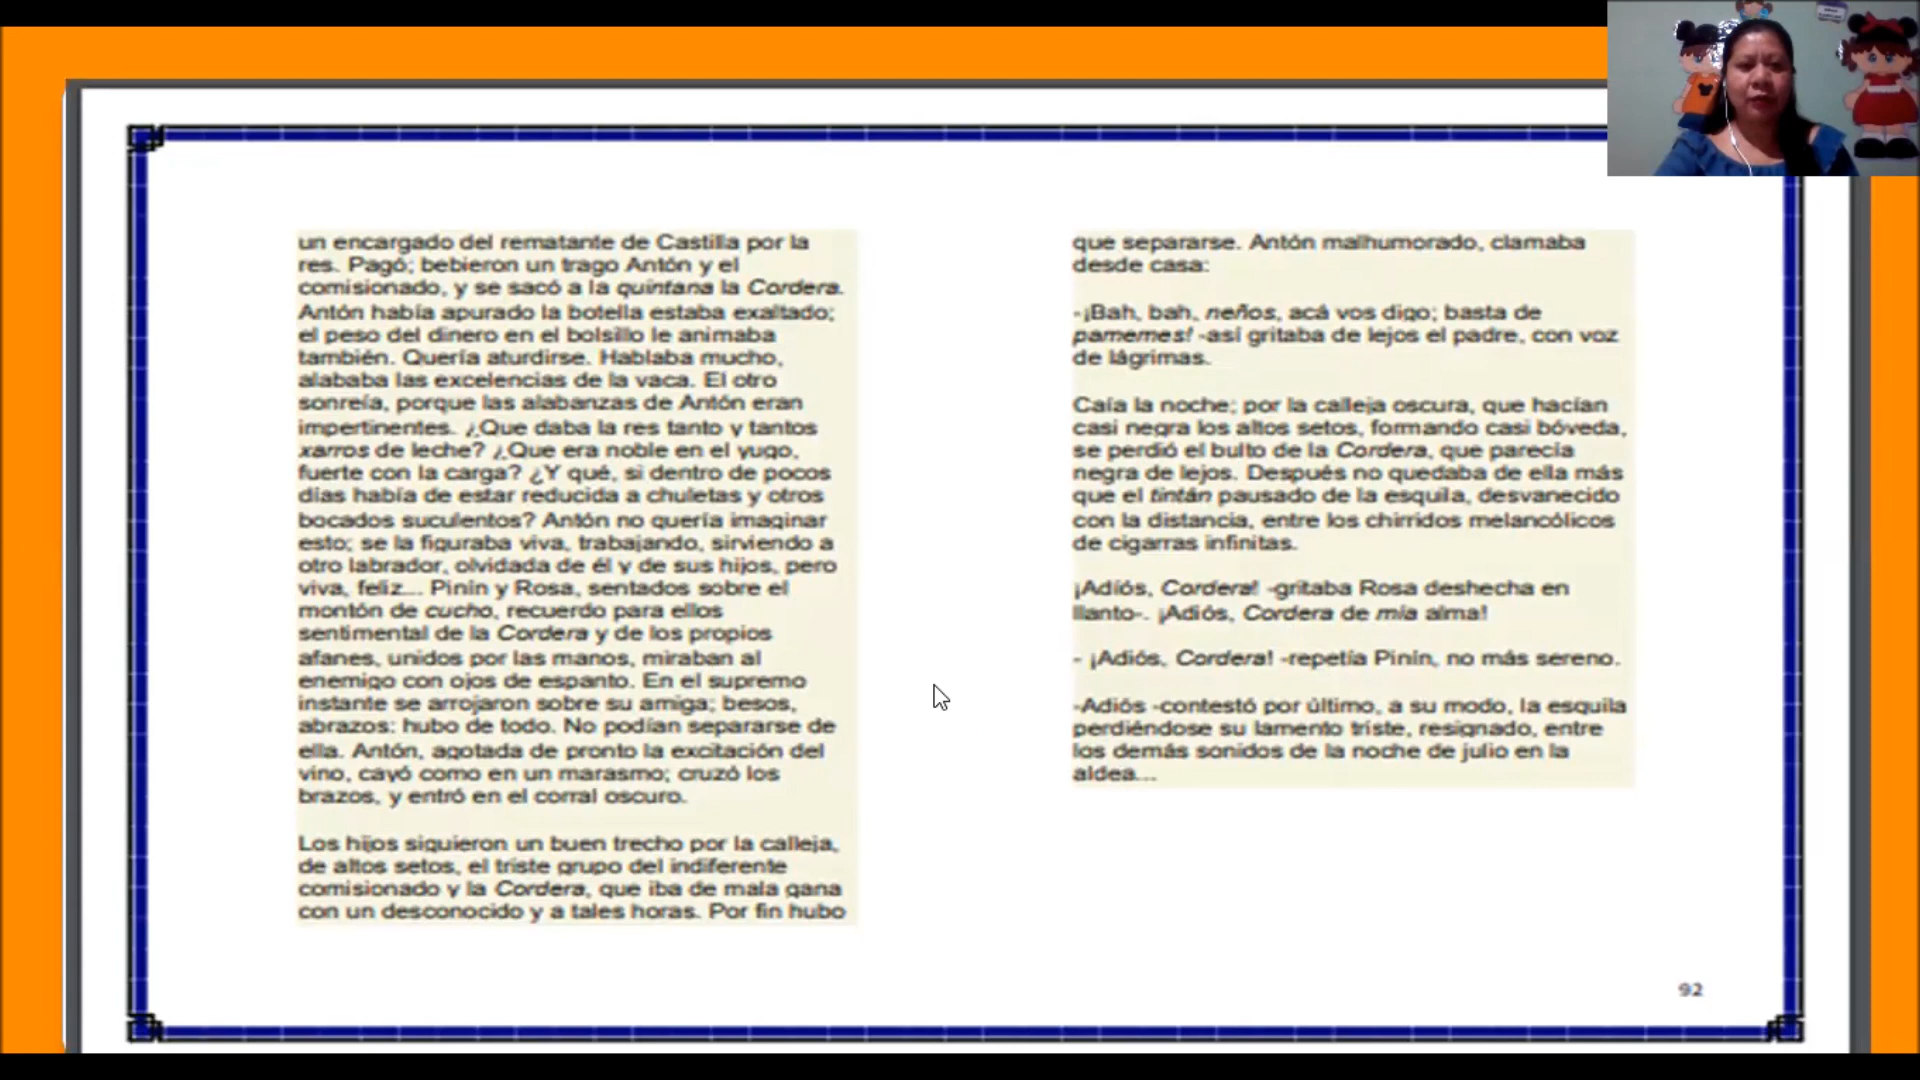 un encargado del rematante de Castilla por la
res. Pagó; bebieron un trago Antón y el
comisionado, y se sacó a la quintana la Cordera.
Antón había apurado la botella estaba exaltado;
el peso del dinero en el bolsillo le animaba
también. Quería aturdirse. Hablaba mucho,
alababa las excelencias de la vaca. El otro
sonreía, porque las alabanzas de Antón eran
impertinentes. ¿Que daba la res tanto y tantos
xarros de leche? ¿Que era noble en el yugo,
fuerte con la carga? ¿Y qué, si dentro de pocos
días había de estar reducida a chuletas y otros
bocados suculentos? Antón no quería imaginar
esto; se la figuraba viva, trabajando, sirviendo a
otro labrador, olvidada de él y de sus hijos, pero
viva, feliz... Pinín y Rosa, sentados sobre el
montón de cucho, recuerdo para ellos
sentimental de la Cordera y de los propios
afanes, unidos por las manos, miraban al
enemigo con ojos de espanto. En el supremo
instante se arrojaron sobre su amiga; besos,
abrazos: hubo de todo. No podían separarse de
ella. Antón, agotada de pronto la excitación del
vino, cayó como en un marasmo; cruzó los
brazos, y entró en el corral oscuro.
Los hijos siguieron un buen trecho por la calleja,
de altos setos, el triste grupo del indiferente
comisionado y la Cordera, que iba de mala gana
con un desconocido y a tales horas. Por fin hubo
que separarse. Antón malhumorado, clamaba
desde casa:
-¡Bah, bah, neños, acá vos digo; basta de
pamemes! -así gritaba de lejos el padre, con voz
de lágrimas.
Caía la noche; por la calleja oscura, que hacían
casi negra los altos setos, formando casi bóveda,
se perdió el bulto de la Cordera, que parecía
negra de lejos. Después no quedaba de ella más
que el tintán pausado de la esquila, desvanecido
con la distancia, entre los chirridos melancólicos
de cigarras infinitas.
¡Adiós, Cordera! -gritaba Rosa deshecha en
llanto-. ¡Adiós, Cordera de mía alma!
- ¡Adiós, Cordera! -repetía Pinín, no más sereno.
-Adiós -contestó por último, a su modo, la esquila
perdiéndose su lamento triste, resignado, entre
los demás sonidos de la noche de julio en la
aldea...
92